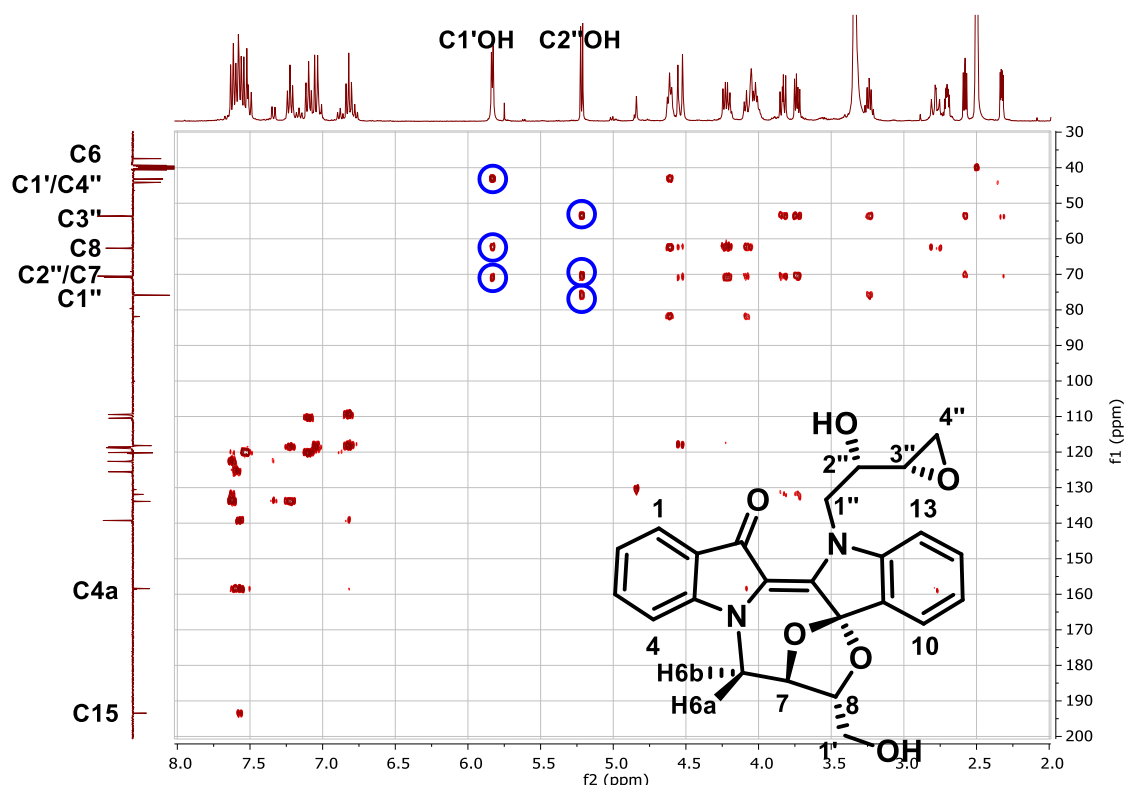 C1'OH C2''OH
C6
C1'/C4''
C3''
C8
C2''/C7
C1''
C4a
C15
30
40
50
60
70
80
90
100
110
120
130
140
150
160
170
180
190
200
f1 (ppm)
HO 4''
2'' 3'' O
O 1'' 13
1
N
N
O
4 O 10
H6b
H6a 7 8
1' OH
8.0 7.5 7.0 6.5 6.0 5.5 5.0 4.5 4.0 3.5 3.0 2.5 2.0
f2 (ppm)